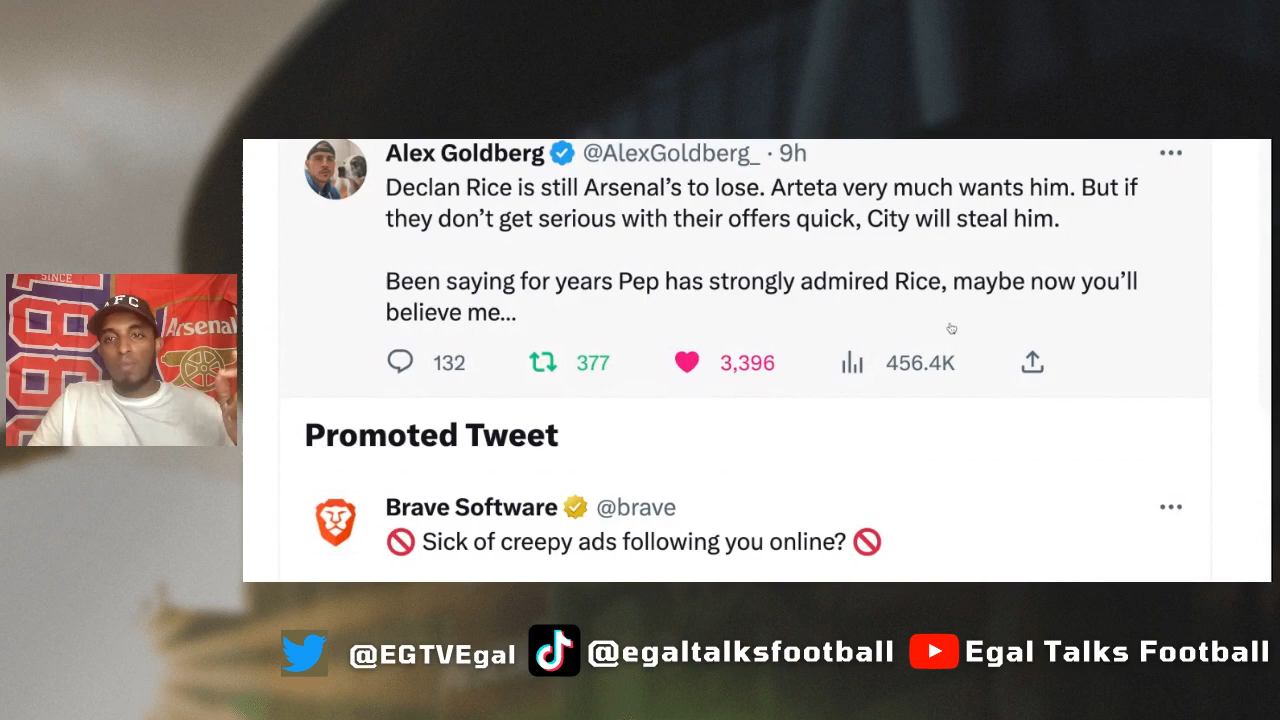 Alex Goldberg @AlexGoldberg_ · 9h
Declan Rice is still Arsenal's to lose. Arteta very much wants him. But if
they don't get serious with their offers quick, City will steal him.
Been saying for years Pep has strongly admired Rice, maybe now you'll
believe me...
132 377 3,396 456.4K
Promoted Tweet
Brave Software @brave
🚫 Sick of creepy ads following you online? 🚫
SINCE
AFC
Arsenal
@EGTVEgal @egaltalksfootball Egal Talks Football